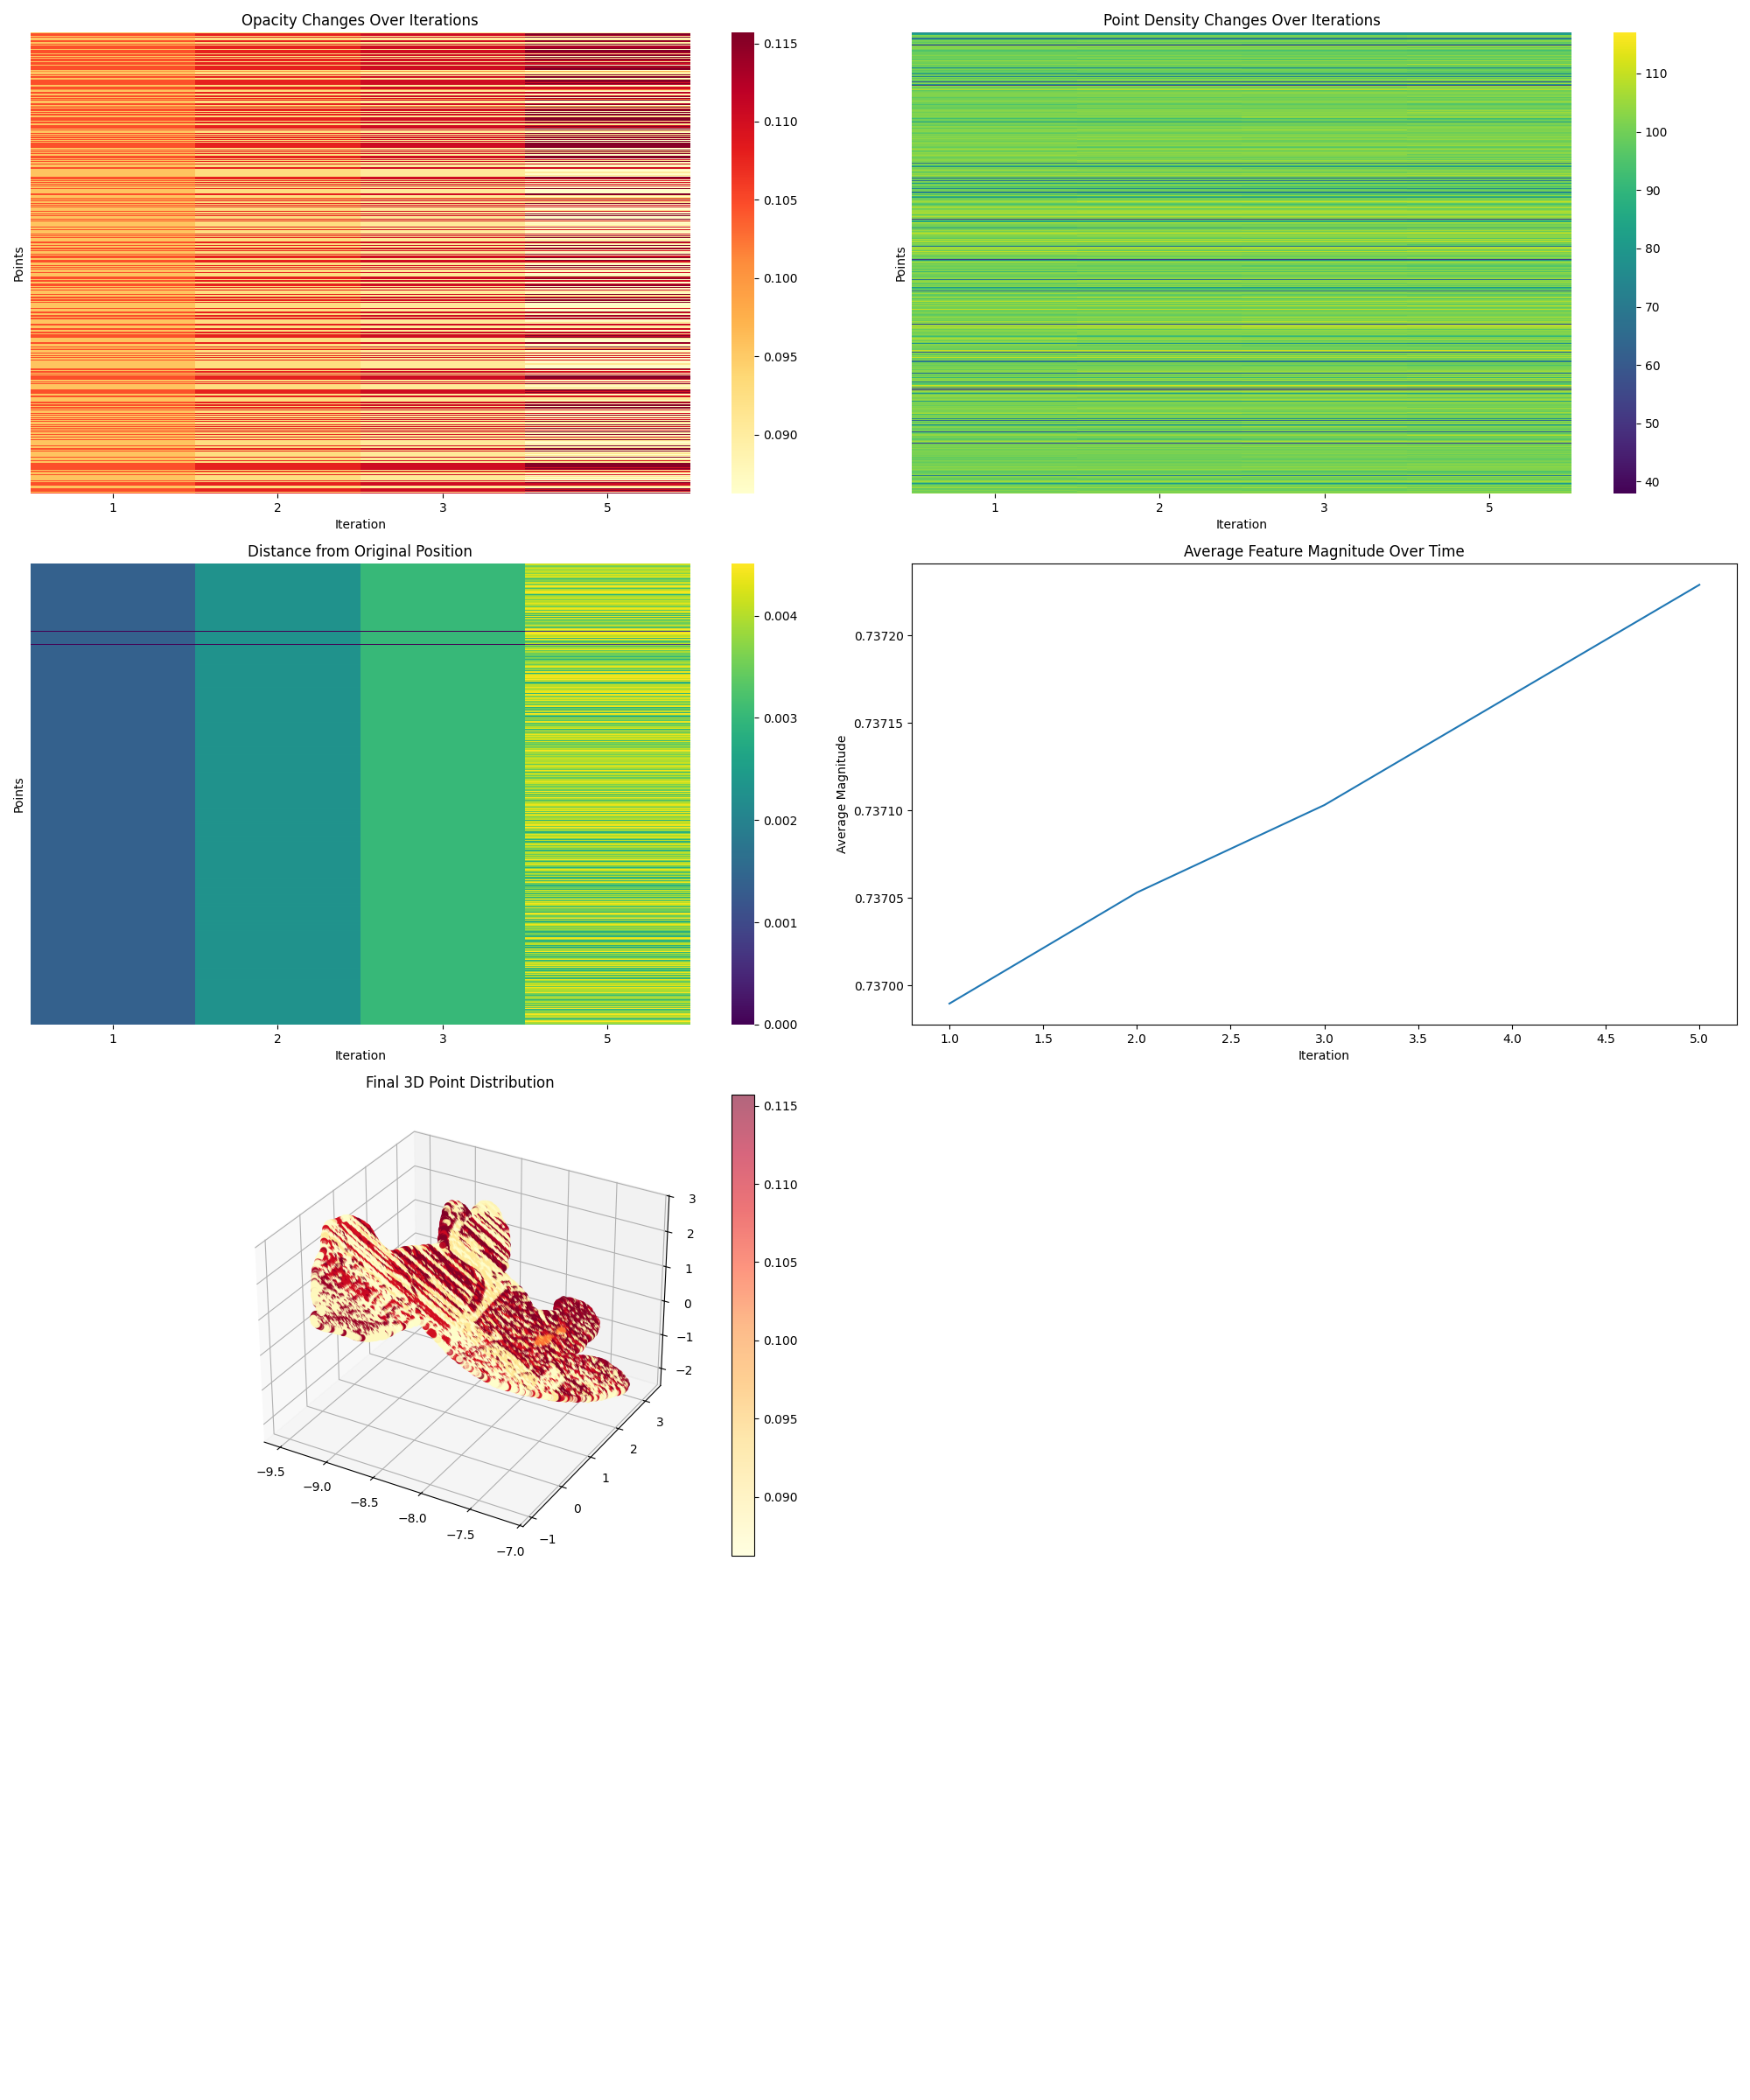 Opacity Changes Over Iterations
0.115
0.110
0.105
0.100
0.095
0.090
Points
1 2 3 5
Iteration
Point Density Changes Over Iterations
110
100
90
80
70
60
50
40
Points
1 2 3 5
Iteration
Distance from Original Position
0.004
0.003
0.002
0.001
0.000
Points
1 2 3 5
Iteration
Average Feature Magnitude Over Time
0.73720
0.73715
0.73710
0.73705
0.73700
Average Magnitude
1.0 1.5 2.0 2.5 3.0 3.5 4.0 4.5 5.0
Iteration
Final 3D Point Distribution
3
2
1
0
−1
−2
3
2
1
0
−1
−9.5
−9.0
−8.5
−8.0
−7.5
−7.0
0.115
0.110
0.105
0.100
0.095
0.090